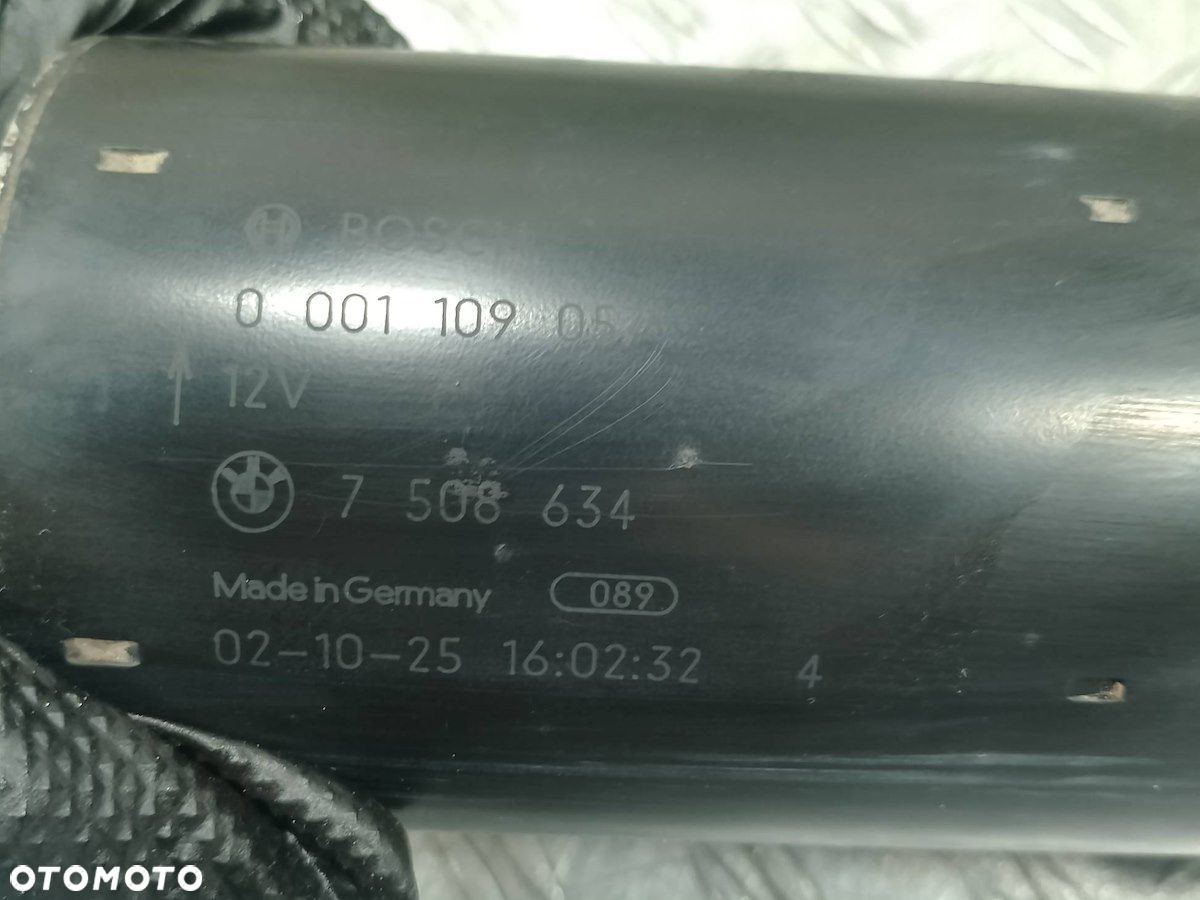 BOSCH
0 001 109 05
12V
7 508 634
Made in Germany 089
02-10-25 16:02:32 4
OTOMOTO